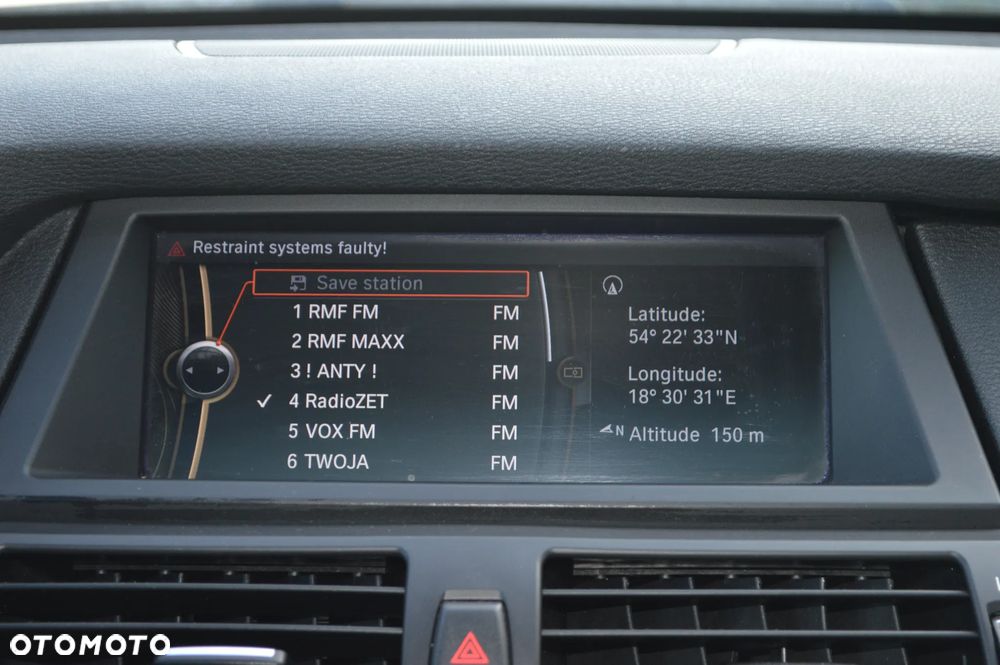 Restraint systems faulty!
Save station
1 RMF FM FM
2 RMF MAXX FM
3 ! ANTY ! FM
4 RadioZET FM
5 VOX FM FM
6 TWOJA FM
Latitude:
54° 22' 33"N
Longitude:
18° 30' 31"E
N Altitude 150 m
OTOMOTO